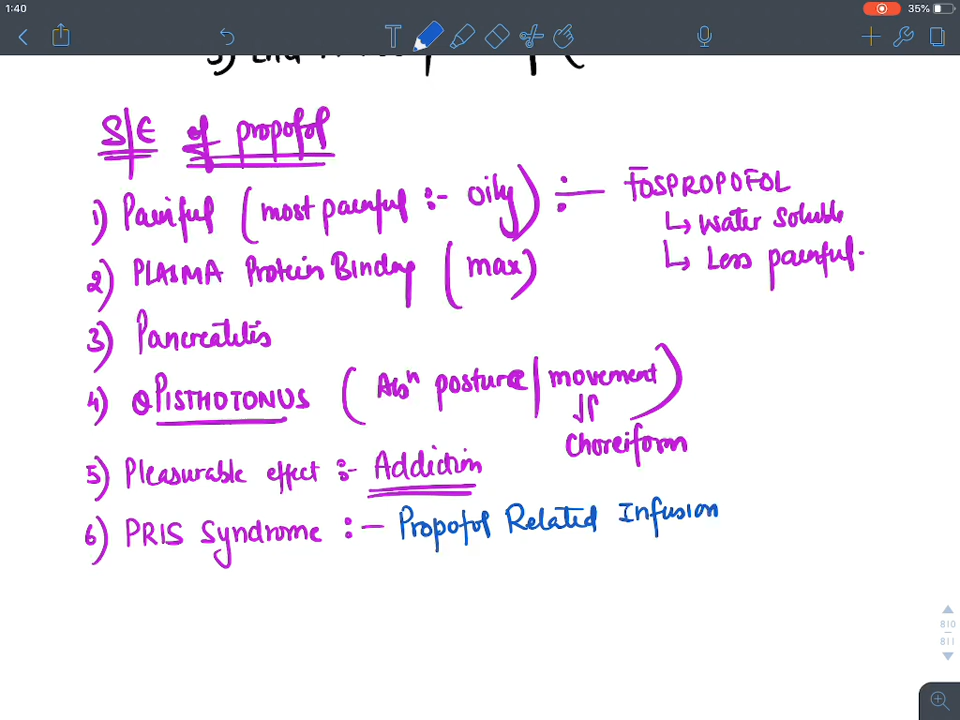 1:40
35%
S/E of propofol
1) Painful (most painful :- oily) :- FOSPROPOFOL
↳ Water Soluble
↳ Less painful.
2) PLASMA Protein Binding (max)
3) Pancreatitis
4) OPISTHOTONUS (Abⁿ posture/movement)
Choreiform
5) Pleasurable effect :- Addiction
6) PRIS Syndrome :- Propofol Related Infusion
810
811